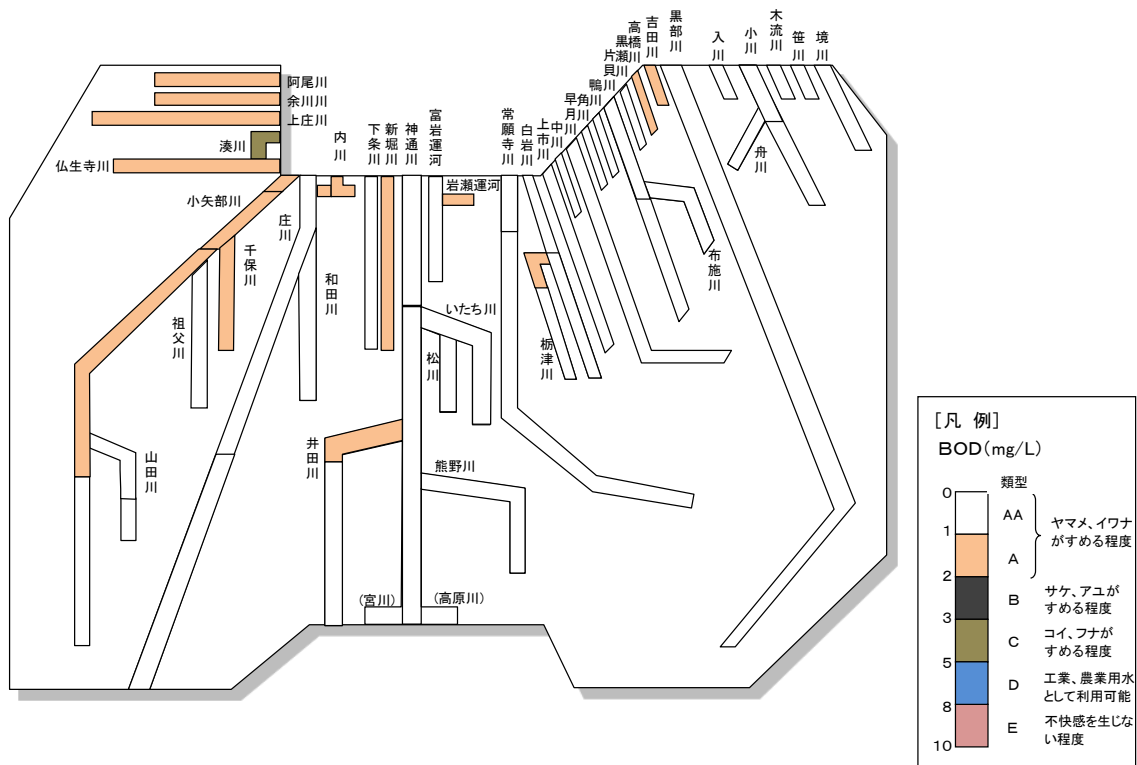 阿尾川
余川川
上庄川
湊川
仏生寺川
小矢部川
千保川
祖父川
山田川
庄川
和田川
内川
下条川
新堀川
神通川
富岩運河
岩瀬運河
いたち川
松川
井田川
熊野川
(宮川)
(高原川)
常願寺川
白岩川
栃津川
上市川
中川
早月川
角川
鴨川
片貝川
黒瀬川
高橋川
吉田川
黒部川
布施川
入川
小川
舟川
木流川
笹川
境川
[凡 例]
BOD(mg/L)
類型
0
1
2
3
5
8
10
AA
A
B
C
D
E
ヤマメ、イワナ
がすめる程度
サケ、アユが
すめる程度
コイ、フナが
すめる程度
工業、農業用水
として利用可能
不快感を生じな
い程度